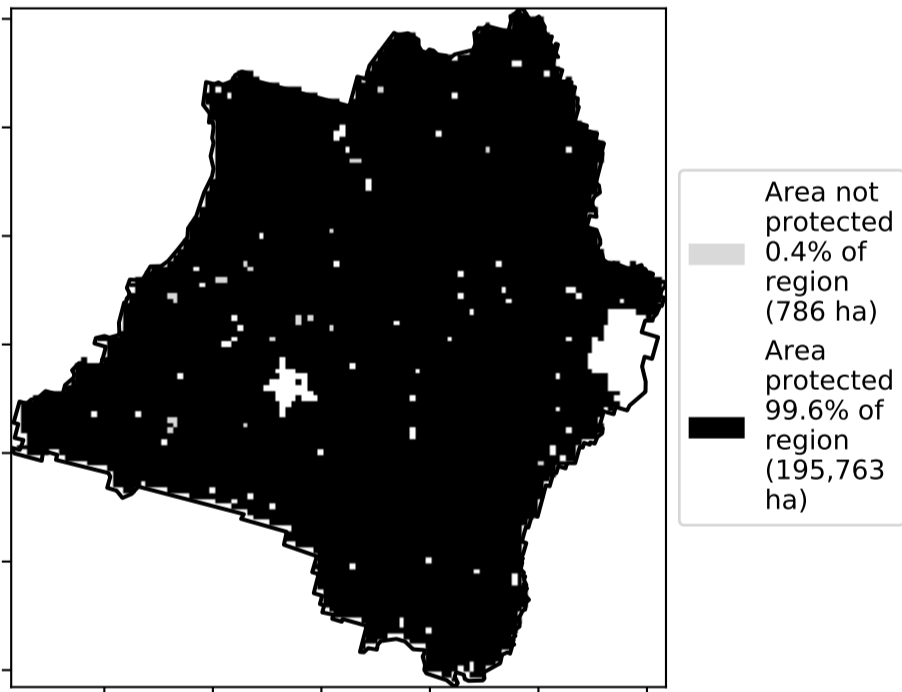 Area not
protected
0.4% of
region
(786 ha)
Area
protected
99.6% of
region
(195,763
ha)